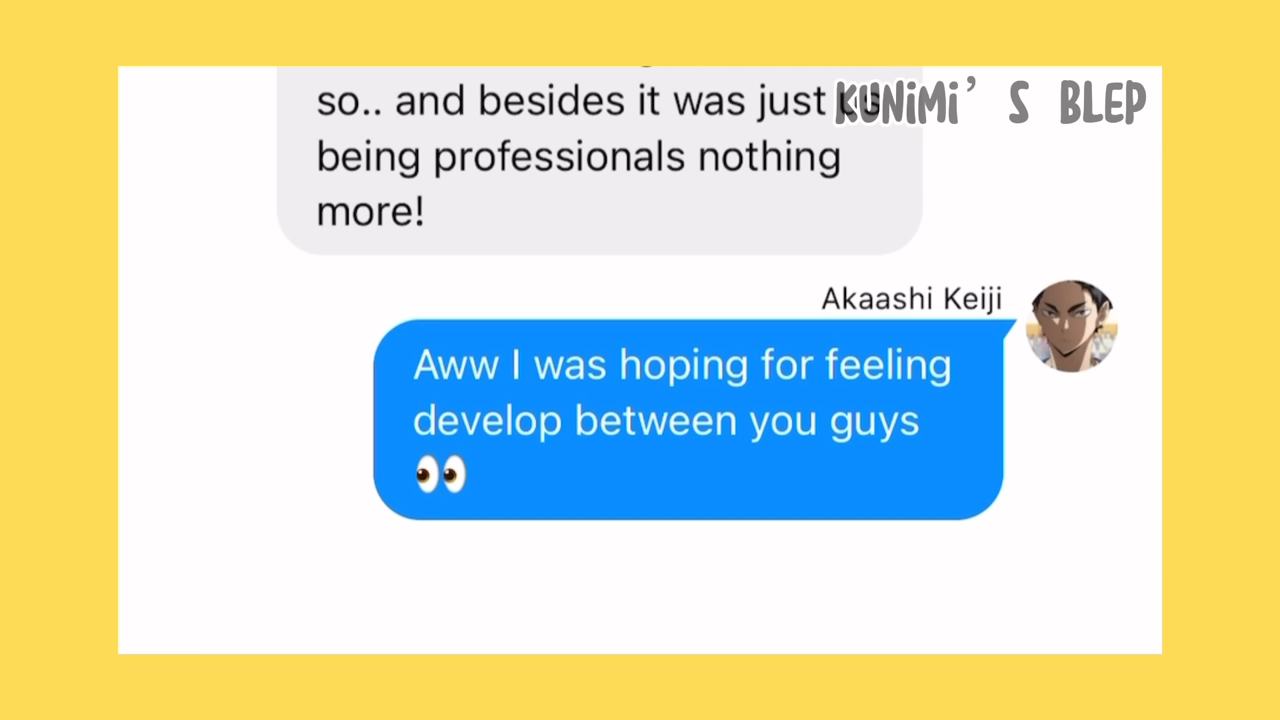 so.. and besides it was just us
KUNiMi’S BLEP
being professionals nothing
more!
Akaashi Keiji
Aww I was hoping for feeling
develop between you guys
👀